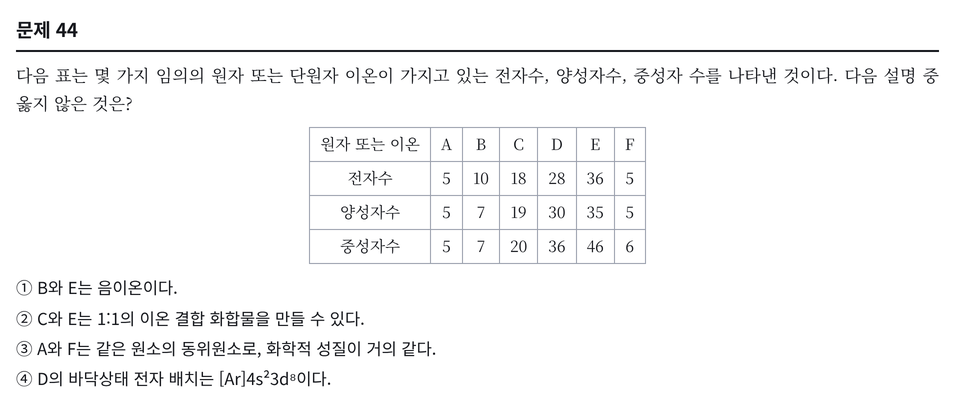 문제 44
다음 표는 몇 가지 임의의 원자 또는 단원자 이온이 가지고 있는 전자수, 양성자수, 중성자 수를 나타낸 것이다. 다음 설명 중
옳지 않은 것은?
원자 또는 이온 A B C D E F
전자수 5 10 18 28 36 5
양성자수 5 7 19 30 35 5
중성자수 5 7 20 36 46 6
① B와 E는 음이온이다.
② C와 E는 1:1의 이온 결합 화합물을 만들 수 있다.
③ A와 F는 같은 원소의 동위원소로, 화학적 성질이 거의 같다.
④ D의 바닥상태 전자 배치는 [Ar]4s²3d⁸이다.